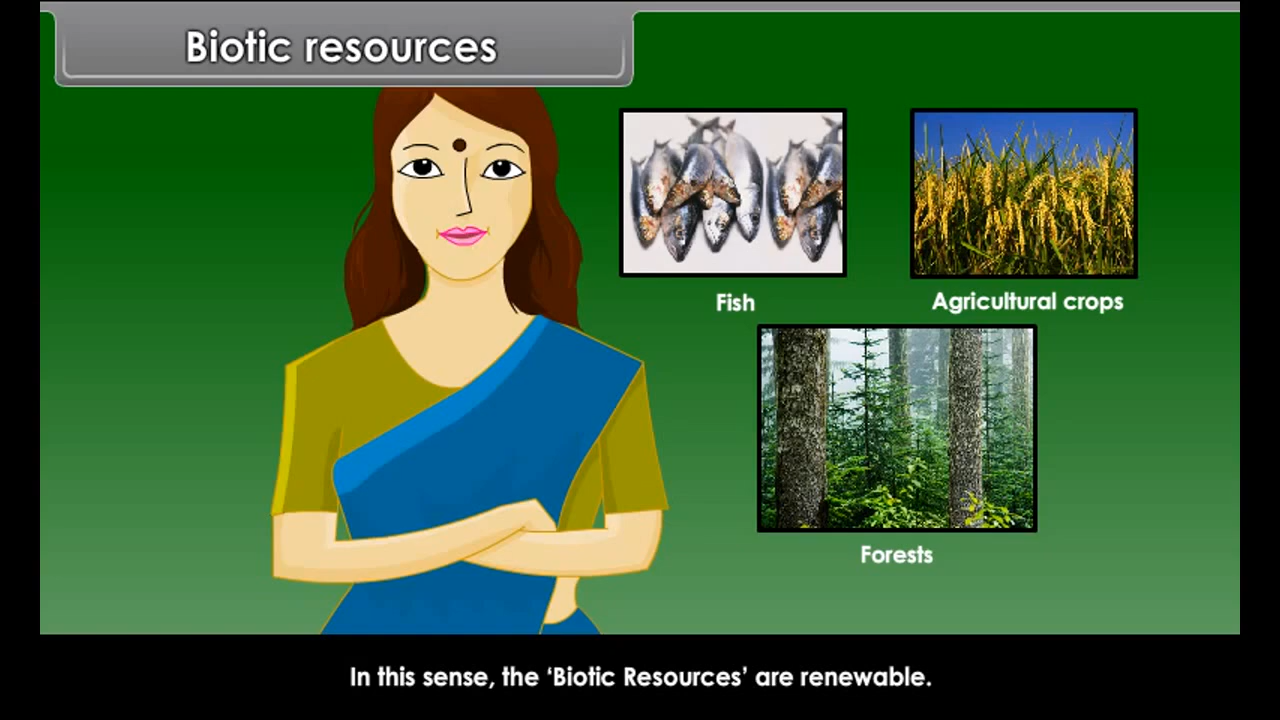 Biotic resources
Fish
Agricultural crops
Forests
In this sense, the ‘Biotic Resources’ are renewable.